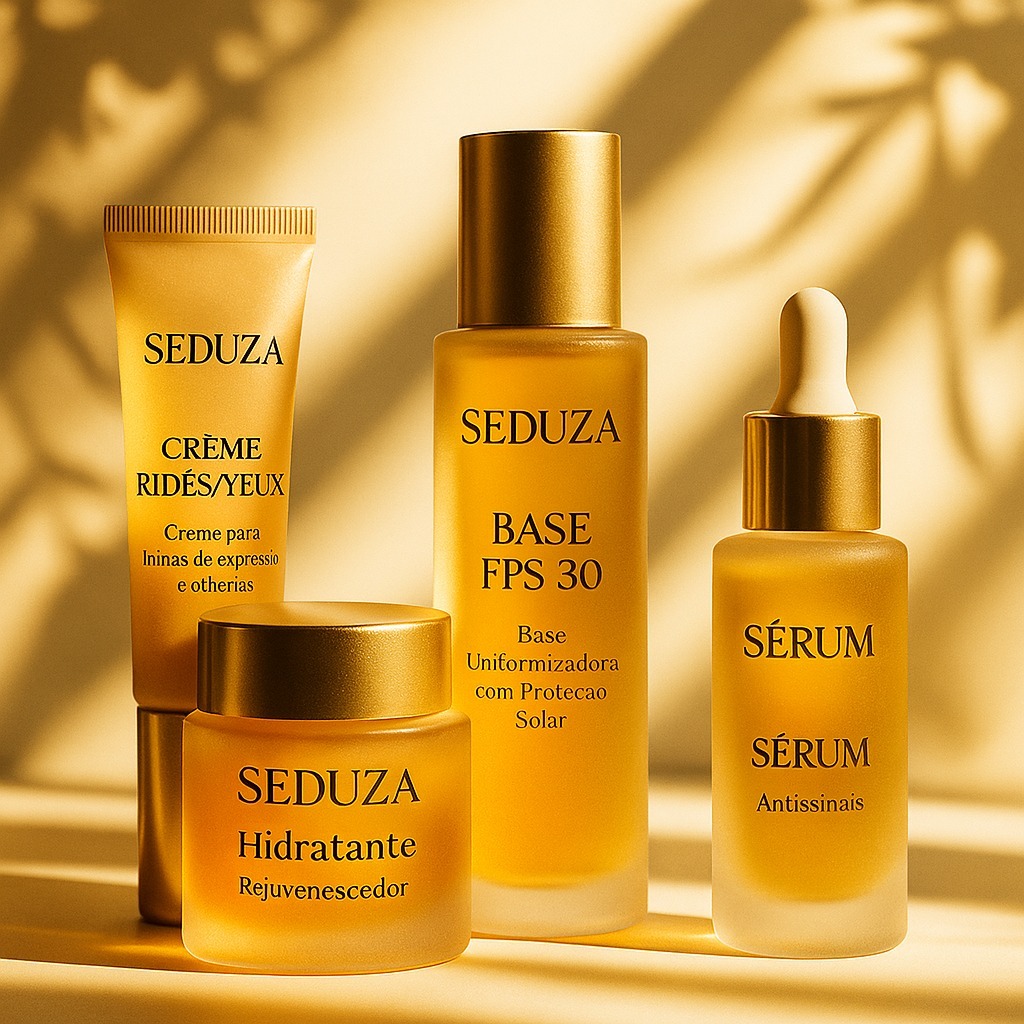 SEDUZA
CRÈME
RIDÉS/YEUX
Creme para
Ininas de expressio
e otherias
SEDUZA
Hidratante
Rejuvenescedor
SEDUZA
BASE
FPS 30
Base
Uniformizadora
com Protecao
Solar
SÉRUM
SÉRUM
Antissinais